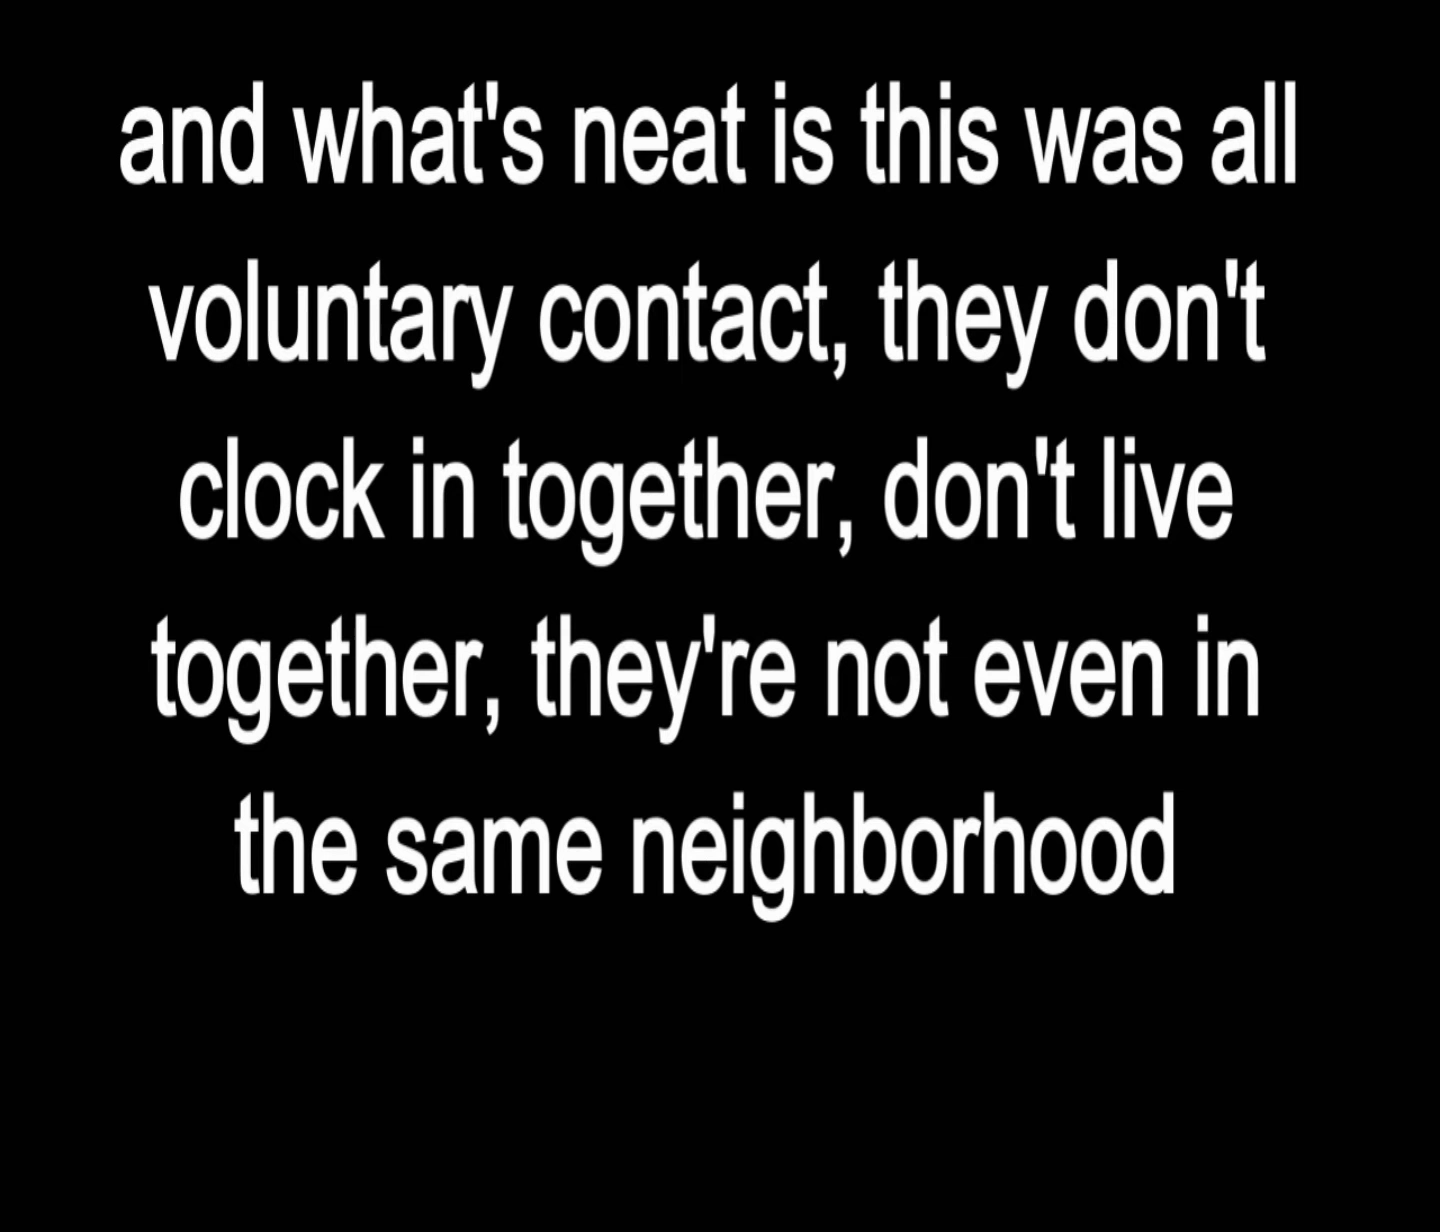 and what's neat is this was all
voluntary contact, they don't
clock in together, don't live
together, they're not even in
the same neighborhood